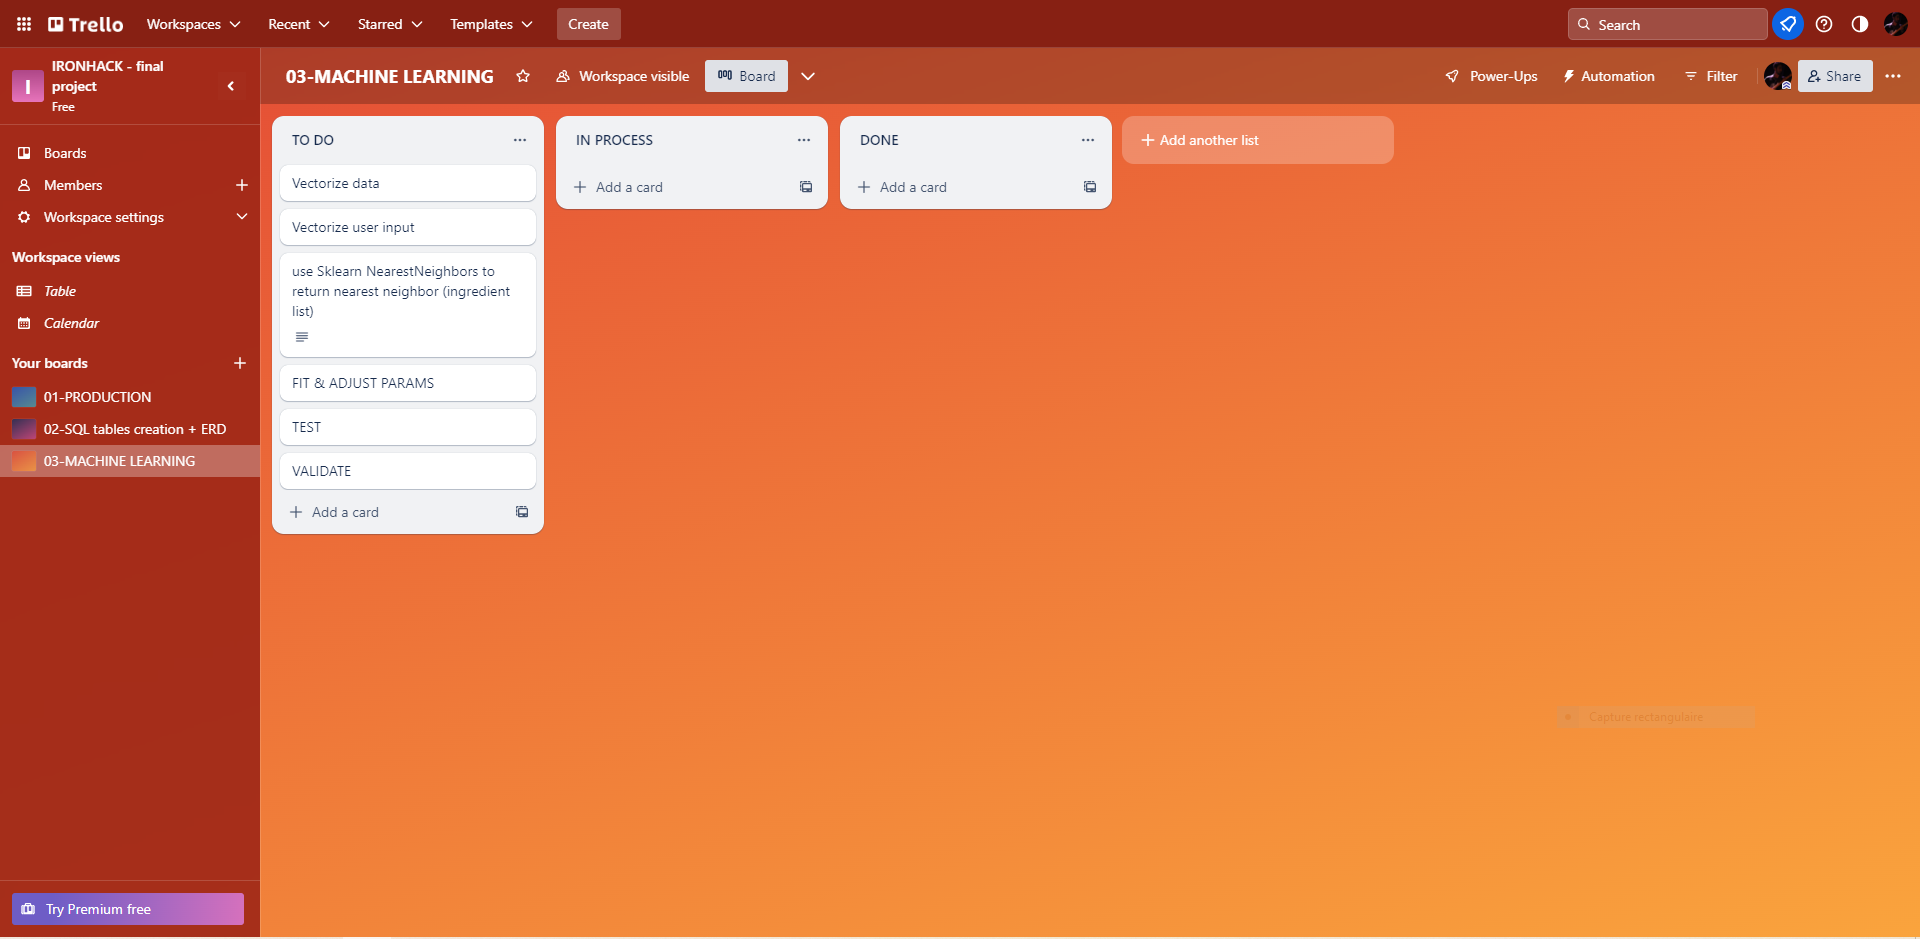 Trello
Workspaces
Recent
Starred
Templates
Create
Search
IRONHACK - final
project
Free
03-MACHINE LEARNING
Workspace visible
Board
Power-Ups
Automation
Filter
Share
I
Boards
Members
Workspace settings
Workspace views
Table
Calendar
Your boards
01-PRODUCTION
02-SQL tables creation + ERD
03-MACHINE LEARNING
Try Premium free
TO DO
Vectorize data
Vectorize user input
use Sklearn NearestNeighbors to
return nearest neighbor (ingredient
list)
FIT & ADJUST PARAMS
TEST
VALIDATE
Add a card
IN PROCESS
Add a card
DONE
Add a card
Add another list
Capture rectangulaire